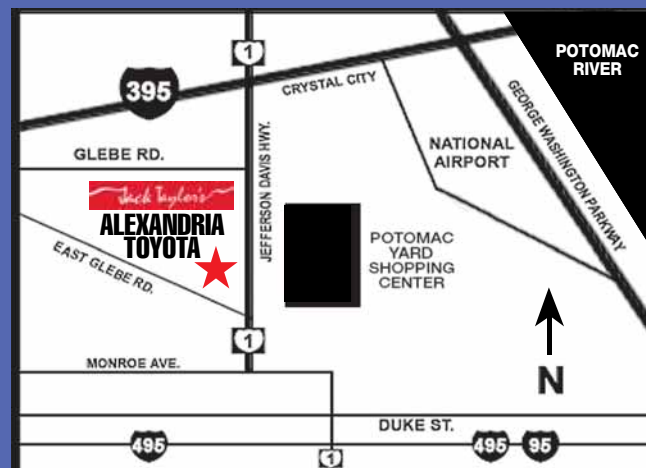 1
POTOMAC
RIVER
395
CRYSTAL CITY
GEORGE WASHINGTON PARKWAY
JEFFERSON DAVIS HWY.
NATIONAL
AIRPORT
GLEBE RD.
Jack Taylor's
ALEXANDRIA
TOYOTA
EAST GLEBE RD.
POTOMAC
YARD
SHOPPING
CENTER
1
MONROE AVE.
N
DUKE ST.
495
1
495
95